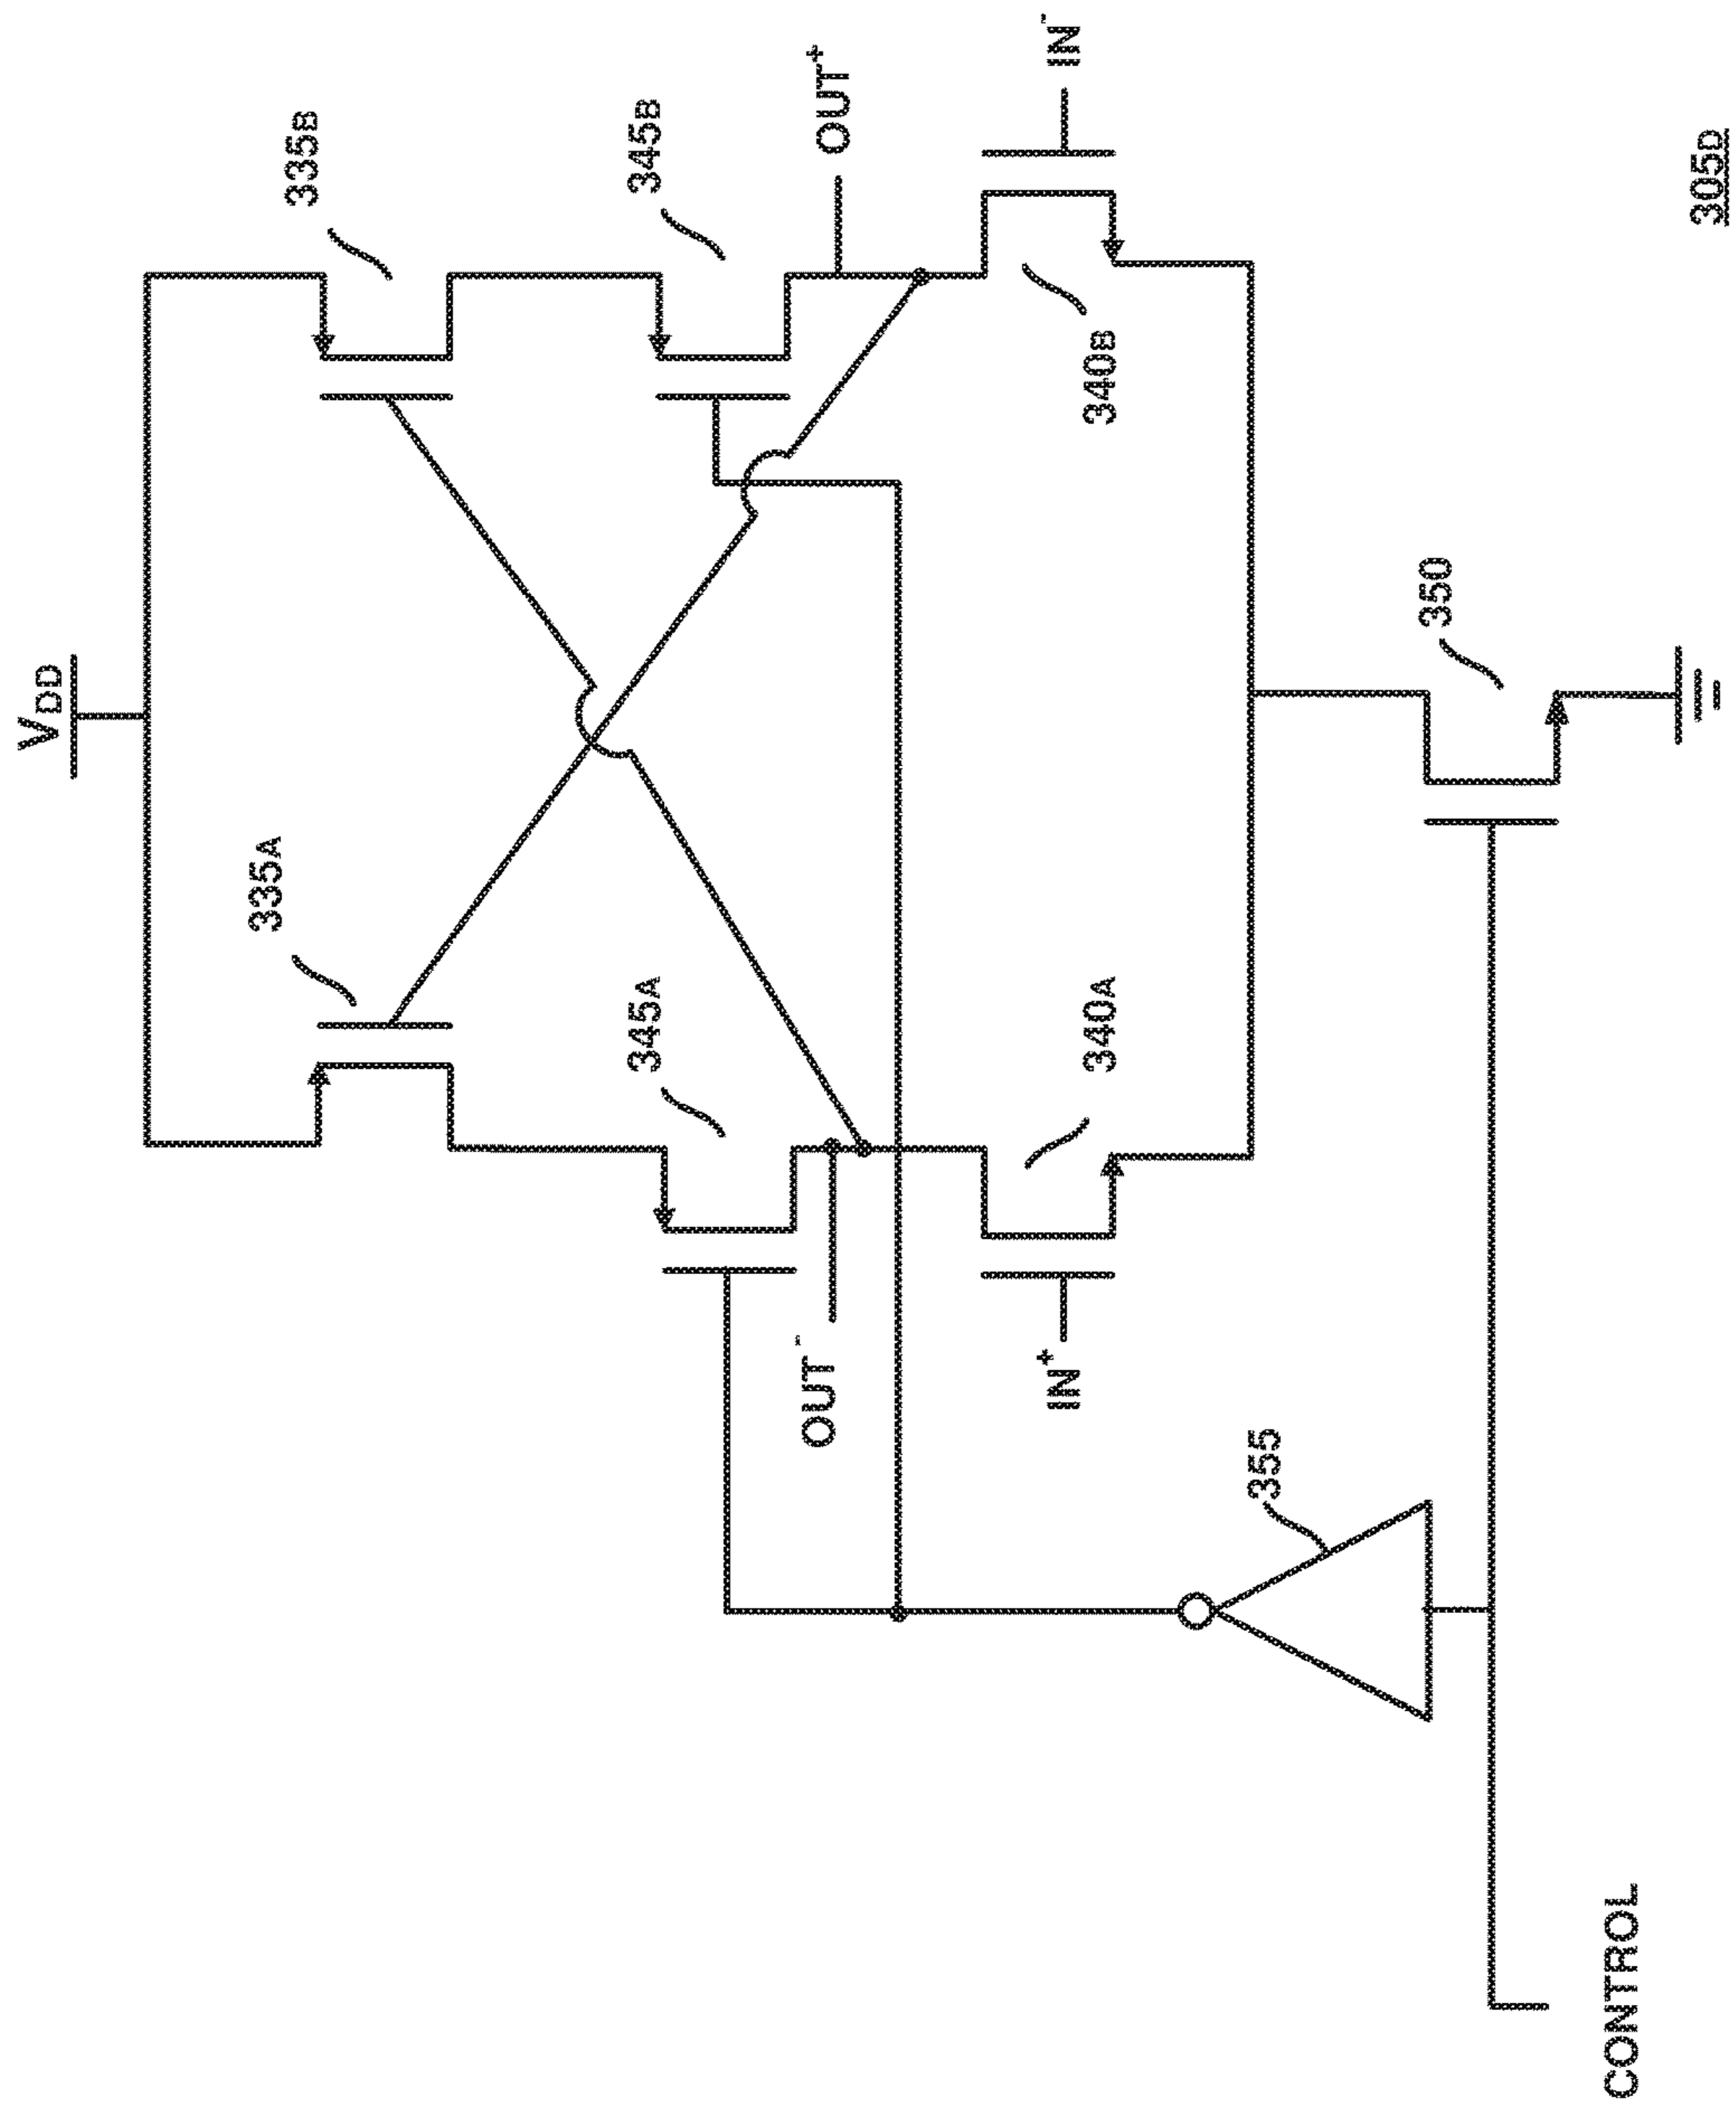 VDD
335A
335B
345A
345B
OUT-
OUT+
IN+
340A
340B
IN-
355
350
CONTROL
305D